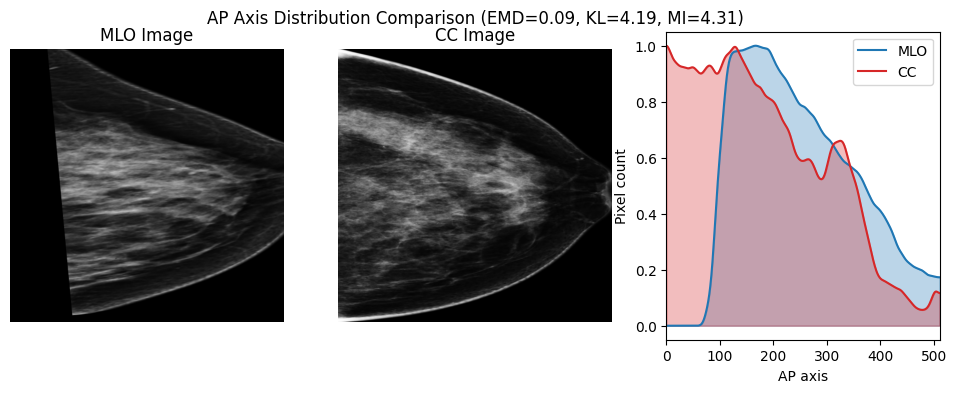 AP Axis Distribution Comparison (EMD=0.09, KL=4.19, MI=4.31)
MLO Image
CC Image
MLO
CC
Pixel count
1.0
0.8
0.6
0.4
0.2
0.0
0 100 200 300 400 500
AP axis